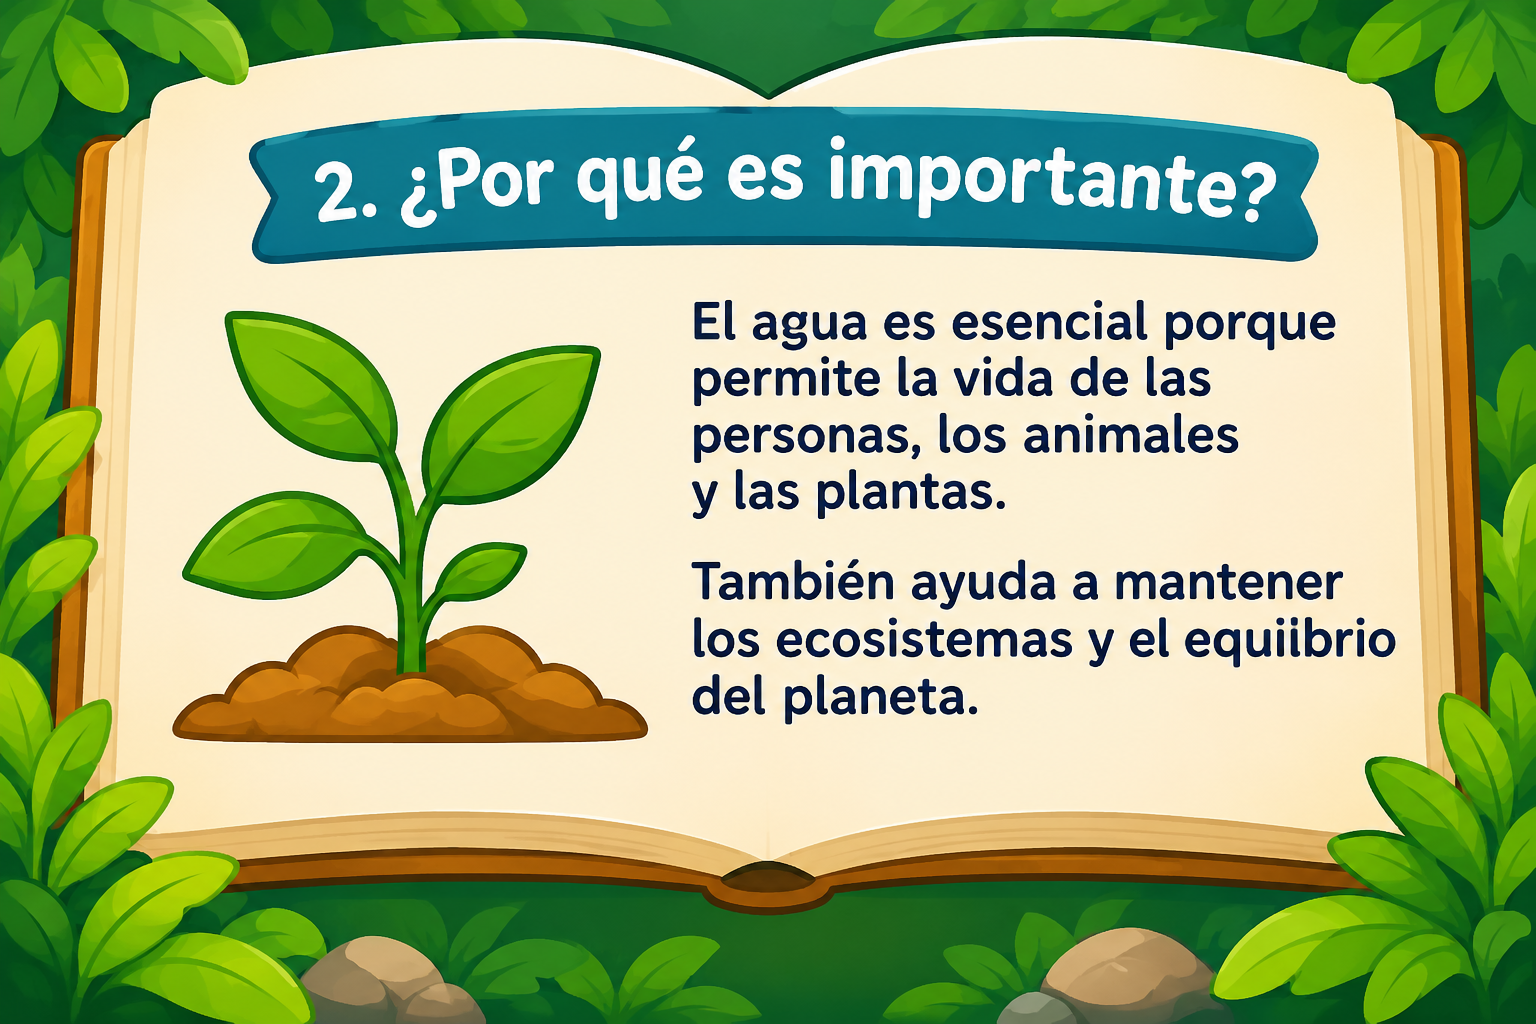 2. ¿Por qué es importante?
El agua es esencial porque
permite la vida de las
personas, los animales
y las plantas.
También ayuda a mantener
los ecosistemas y el equiibrio
del planeta.